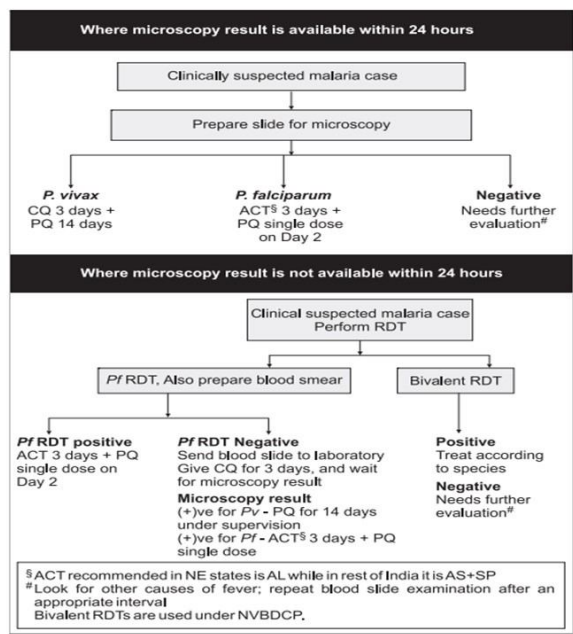 Where microscopy result is available within 24 hours
Clinically suspected malaria case
Prepare slide for microscopy
P. vivax
CQ 3 days +
PQ 14 days
P. falciparum
ACT§ 3 days +
PQ single dose
on Day 2
Negative
Needs further
evaluation#
Where microscopy result is not available within 24 hours
Clinical suspected malaria case
Perform RDT
Pf RDT, Also prepare blood smear
Bivalent RDT
Pf RDT positive
ACT 3 days + PQ
single dose on
Day 2
Pf RDT Negative
Send blood slide to laboratory
Give CQ for 3 days, and wait
for microscopy result
Microscopy result
(+)ve for Pv - PQ for 14 days
under supervision
(+)ve for Pf - ACT§ 3 days + PQ
single dose
Positive
Treat according
to species
Negative
Needs further
evaluation#
§ACT recommended in NE states is AL while in rest of India it is AS+SP
#Look for other causes of fever; repeat blood slide examination after an
appropriate interval
Bivalent RDTs are used under NVBDCP.